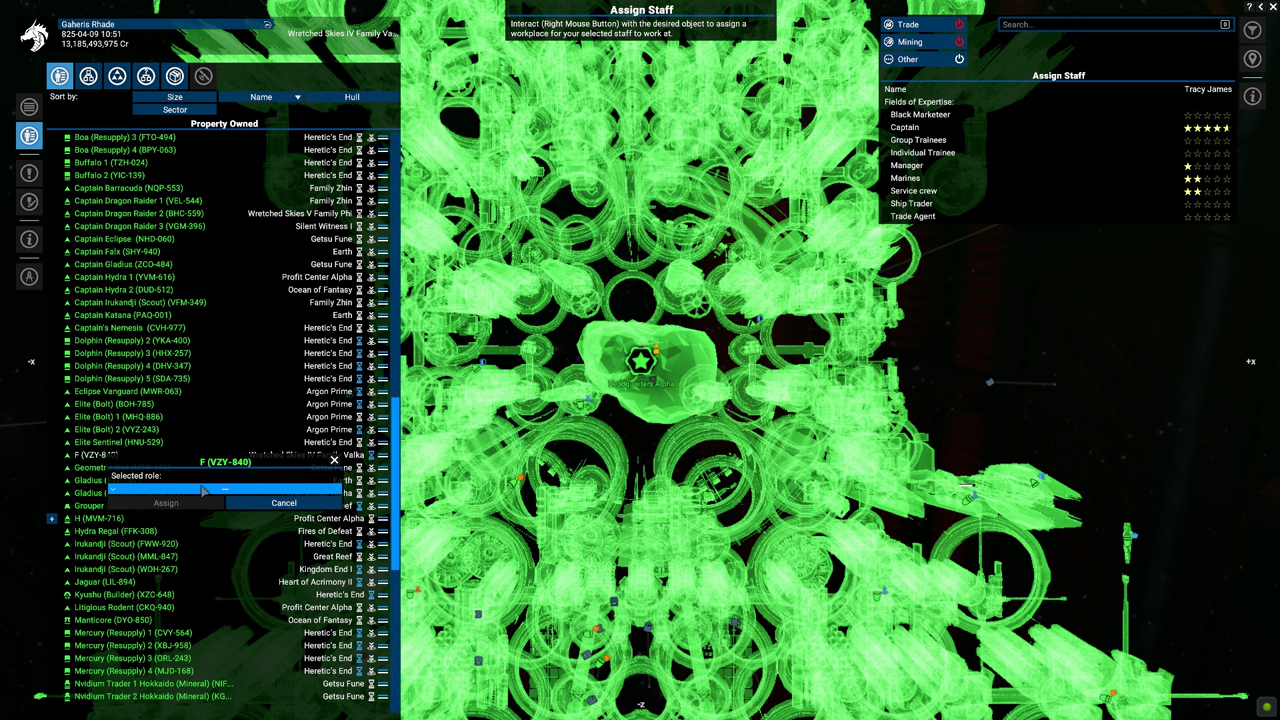 Gaheris Rhade
825-04-09 10:51
13,185,493,975 Cr
Wretched Skies IV Family Va...
Assign Staff
Interact (Right Mouse Button) with the desired object to assign a
workplace for your selected staff to work at.
Trade
Mining
Other
Search...
Assign Staff
Name Tracy James
Fields of Expertise:
Black Marketeer
Captain
Group Trainees
Individual Trainee
Manager
Marines
Service crew
Ship Trader
Trade Agent
Sort by: Size Name Hull
Sector
Property Owned
Boa (Resupply) 3 (FTO-494) Heretic's End
Boa (Resupply) 4 (BPY-063) Heretic's End
Buffalo 1 (TZH-024) Heretic's End
Buffalo 2 (YIC-139) Heretic's End
Captain Barracuda (NQP-553) Family Zhin
Captain Dragon Raider 1 (VEL-544) Family Zhin
Captain Dragon Raider 2 (BHC-559) Wretched Skies V Family Phi
Captain Dragon Raider 3 (VGM-396) Silent Witness I
Captain Eclipse (NHD-060) Getsu Fune
Captain Falx (SHY-940) Earth
Captain Gladius (ZCO-484) Getsu Fune
Captain Hydra 1 (YVM-616) Profit Center Alpha
Captain Hydra 2 (DUD-512) Ocean of Fantasy
Captain Irukandji (Scout) (VFM-349) Family Zhin
Captain Katana (PAQ-001) Earth
Captain's Nemesis (CVH-977) Heretic's End
Dolphin (Resupply) 2 (YKA-400) Heretic's End
Dolphin (Resupply) 3 (HHX-257) Heretic's End
Dolphin (Resupply) 4 (DHV-347) Heretic's End
Dolphin (Resupply) 5 (SDA-735) Heretic's End
Eclipse Vanguard (MWR-063) Argon Prime
Elite (Bolt) (BOH-785) Argon Prime
Elite (Bolt) 1 (MHQ-886) Argon Prime
Elite (Bolt) 2 (VYZ-243) Argon Prime
Elite Sentinel (HNU-529) Heretic's End
F (VZY-840) Wretched Skies IV Family Valka
F (VZY-840)
Geometr
Selected role:
Gladius
Gladius
Assign Cancel
Grouper
H (MVM-716) Profit Center Alpha
Hydra Regal (FFK-308) Fires of Defeat
Irukandji (Scout) (FWW-920) Heretic's End
Irukandji (Scout) (MML-847) Great Reef
Irukandji (Scout) (WOH-267) Kingdom End I
Jaguar (LIL-894) Heart of Acrimony II
Kyushu (Builder) (XZC-648) Heretic's End
Litigious Rodent (CKQ-940) Profit Center Alpha
Manticore (DYO-850) Ocean of Fantasy
Mercury (Resupply) 1 (CVY-564) Heretic's End
Mercury (Resupply) 2 (XBJ-958) Heretic's End
Mercury (Resupply) 3 (ORL-243) Heretic's End
Mercury (Resupply) 4 (MJD-168) Heretic's End
Nvidium Trader 1 Hokkaido (Mineral) (NIF... Getsu Fune
Nvidium Trader 2 Hokkaido (Mineral) (KG... Getsu Fune
Headquarters Alpha
-X
+X
-Z